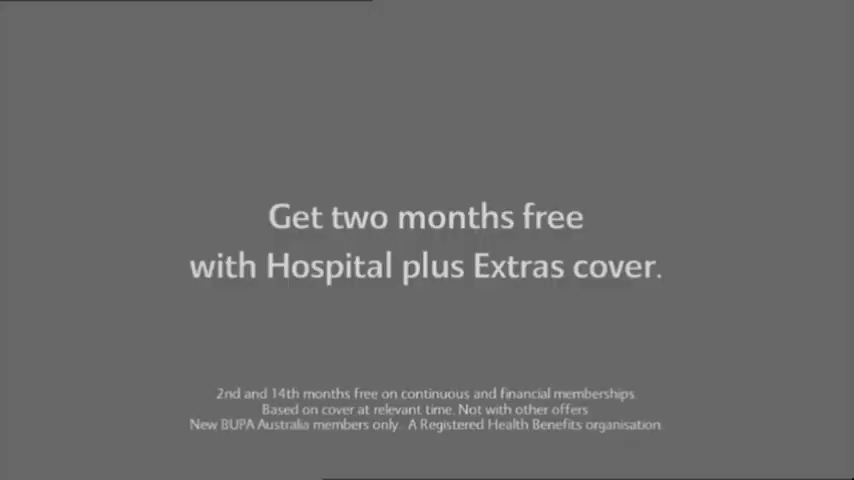 Get two months free
with Hospital plus Extras cover.
2nd and 14th months free on continuous and financial memberships
Based on cover at relevant time. Not with other offers
New BUPA Australia members only. A Registered Health Benefits organisation